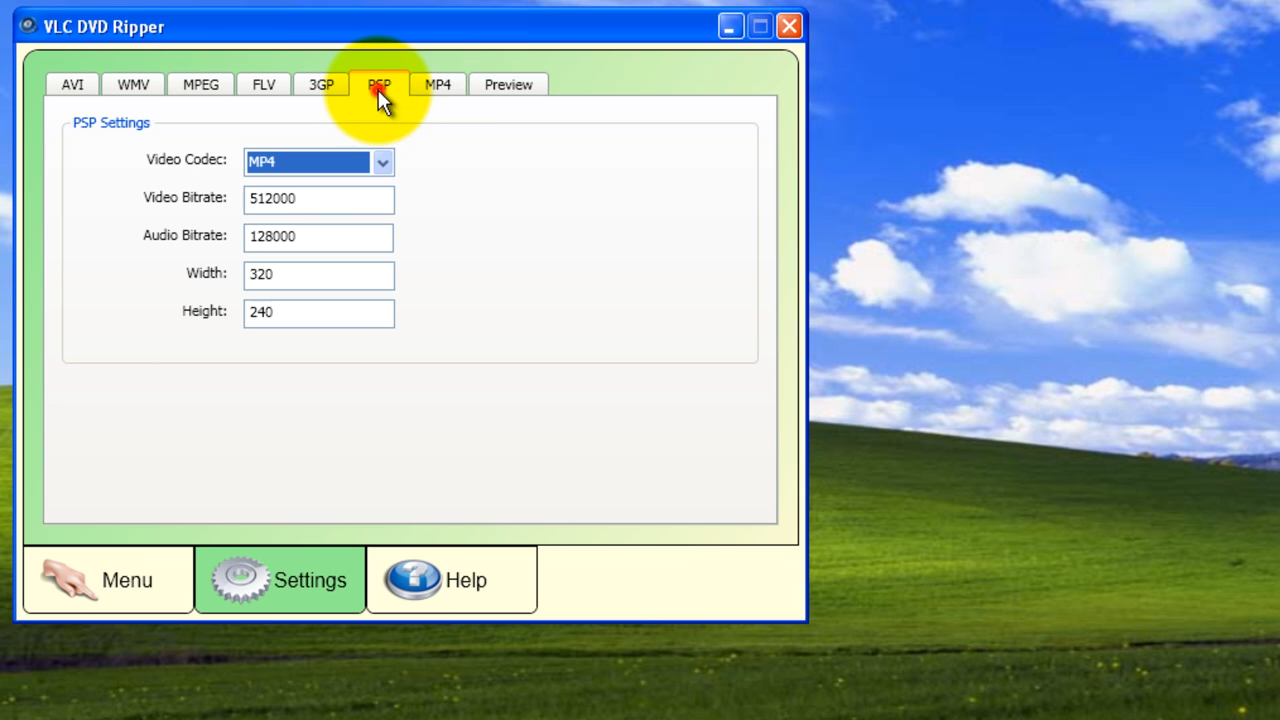 VLC DVD Ripper
AVI WMV MPEG FLV 3GP PSP MP4 Preview
PSP Settings
Video Codec: MP4
Video Bitrate: 512000
Audio Bitrate: 128000
Width: 320
Height: 240
Menu Settings Help